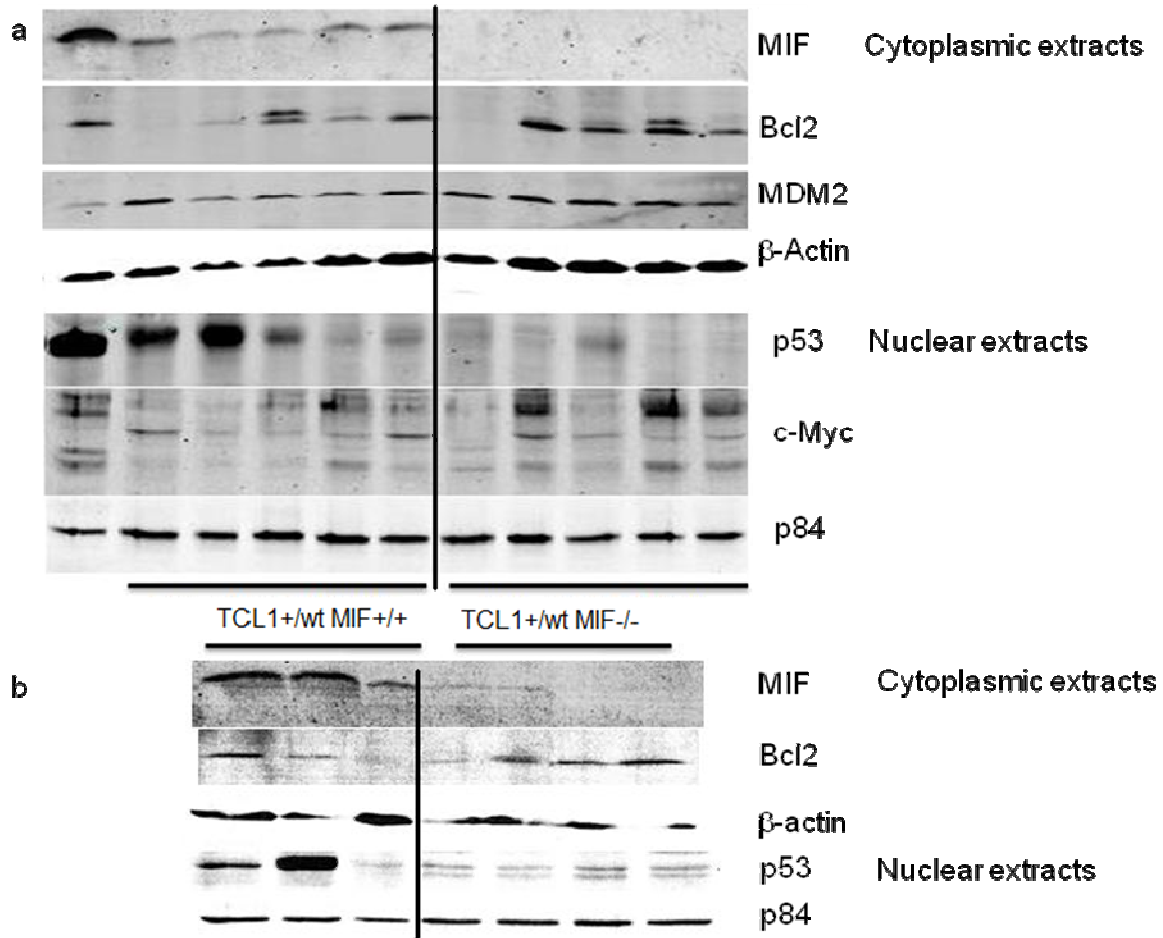 a
MIF Cytoplasmic extracts
Bcl2
MDM2
β-Actin
p53 Nuclear extracts
c-Myc
p84
TCL1+/wt MIF+/+ TCL1+/wt MIF-/-
b
MIF Cytoplasmic extracts
Bcl2
β-actin
p53 Nuclear extracts
p84